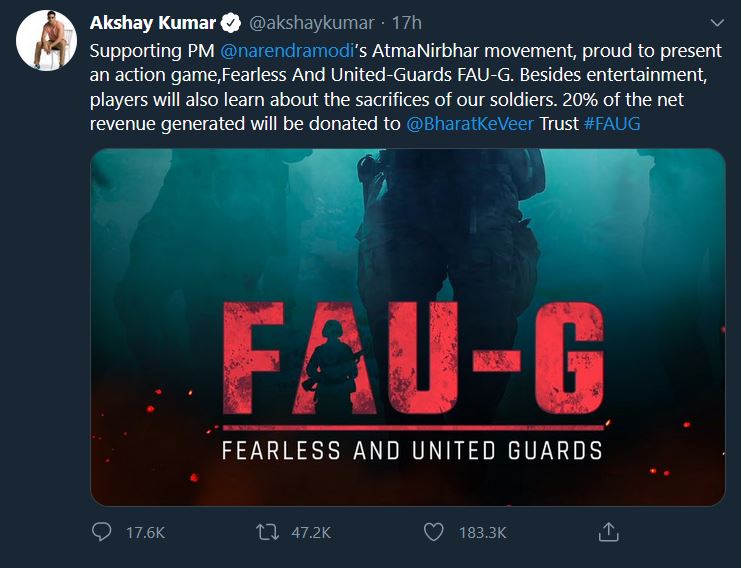 Akshay Kumar @akshaykumar · 17h
Supporting PM @narendramodi's AtmaNirbhar movement, proud to present
an action game,Fearless And United-Guards FAU-G. Besides entertainment,
players will also learn about the sacrifices of our soldiers. 20% of the net
revenue generated will be donated to @BharatKeVeer Trust #FAUG
FAU-G
FEARLESS AND UNITED GUARDS
17.6K 47.2K 183.3K